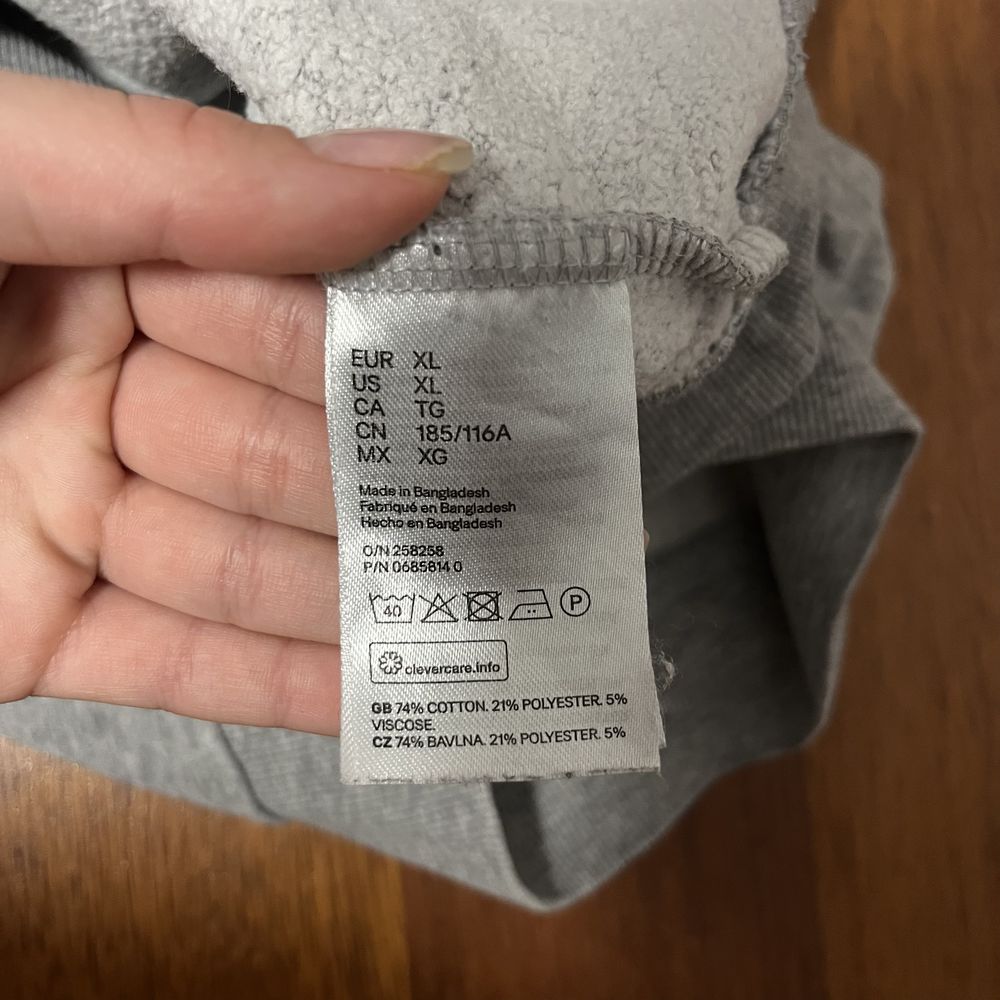 EUR XL
US XL
CA TG
CN 185/116A
MX XG
Made in Bangladesh
Fabriqué en Bangladesh
Hecho en Bangladesh
O/N 258258
P/N 0685814 0
40 P
clevercare.info
GB 74% COTTON. 21% POLYESTER. 5%
VISCOSE.
CZ 74% BAVLNA. 21% POLYESTER. 5%